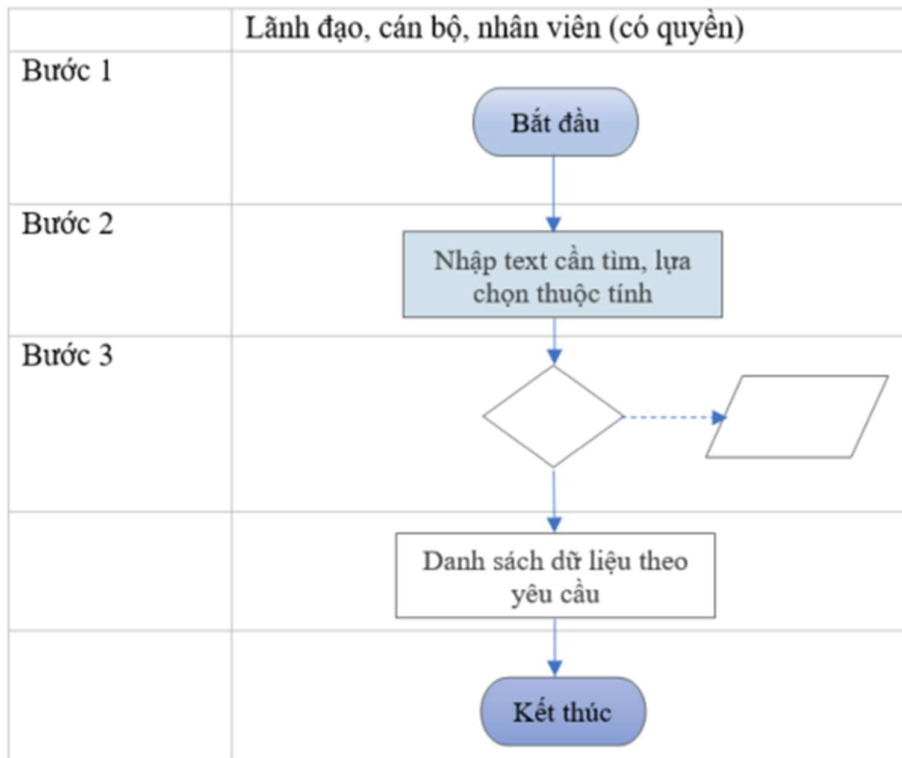 Lãnh đạo, cán bộ, nhân viên (có quyền)
Bước 1
Bắt đầu
Bước 2
Nhập text cần tìm, lựa
chọn thuộc tính
Bước 3
Danh sách dữ liệu theo
yêu cầu
Kết thúc